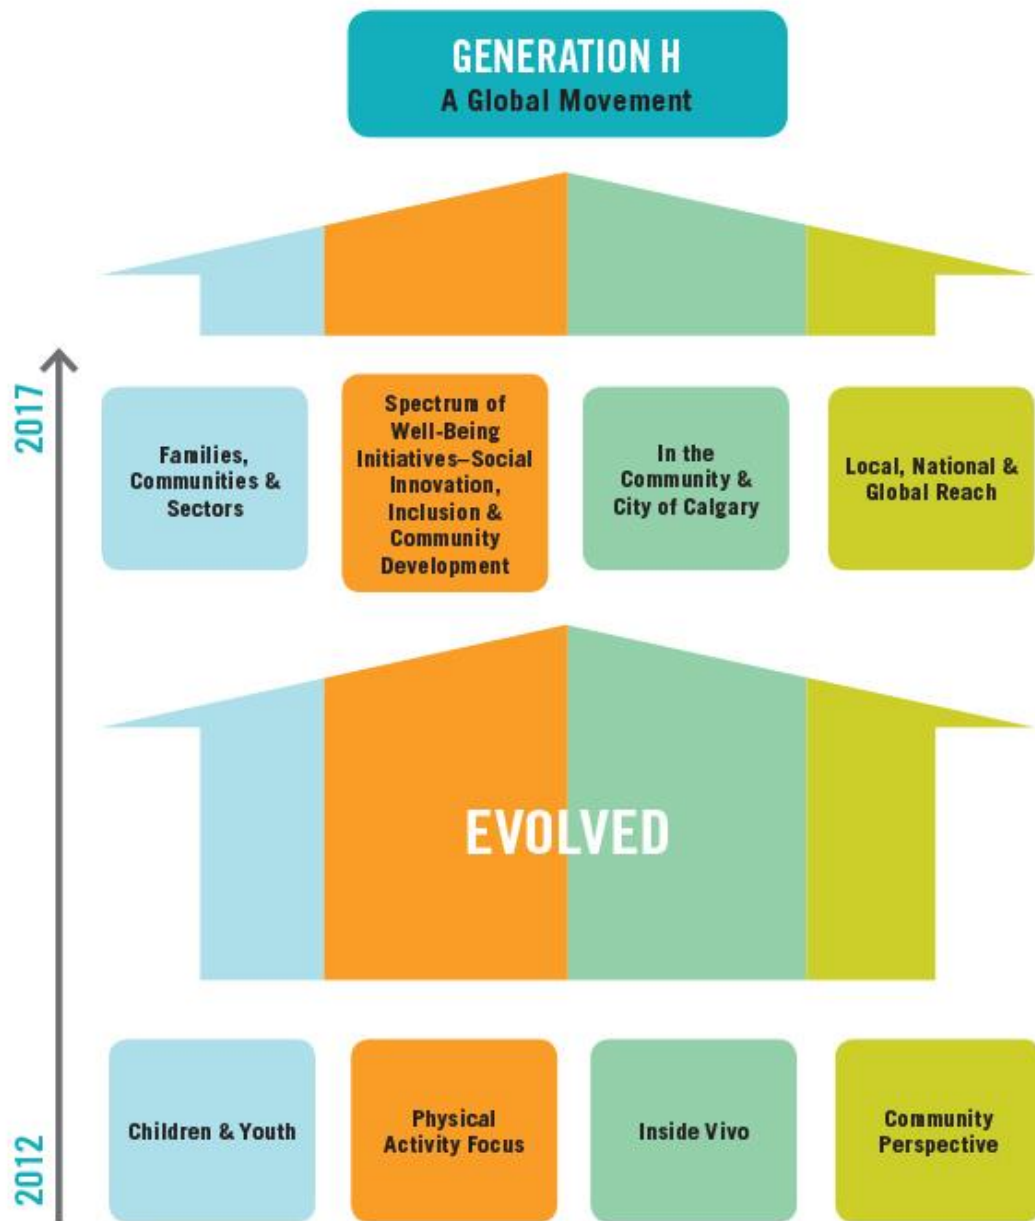 GENERATION H
A Global Movement
2017
Families,
Communities &
Sectors
Spectrum of
Well-Being
Initiatives–Social
Innovation,
Inclusion &
Community
Development
In the
Community &
City of Calgary
Local, National &
Global Reach
EVOLVED
2012
Children & Youth
Physical
Activity Focus
Inside Vivo
Community
Perspective